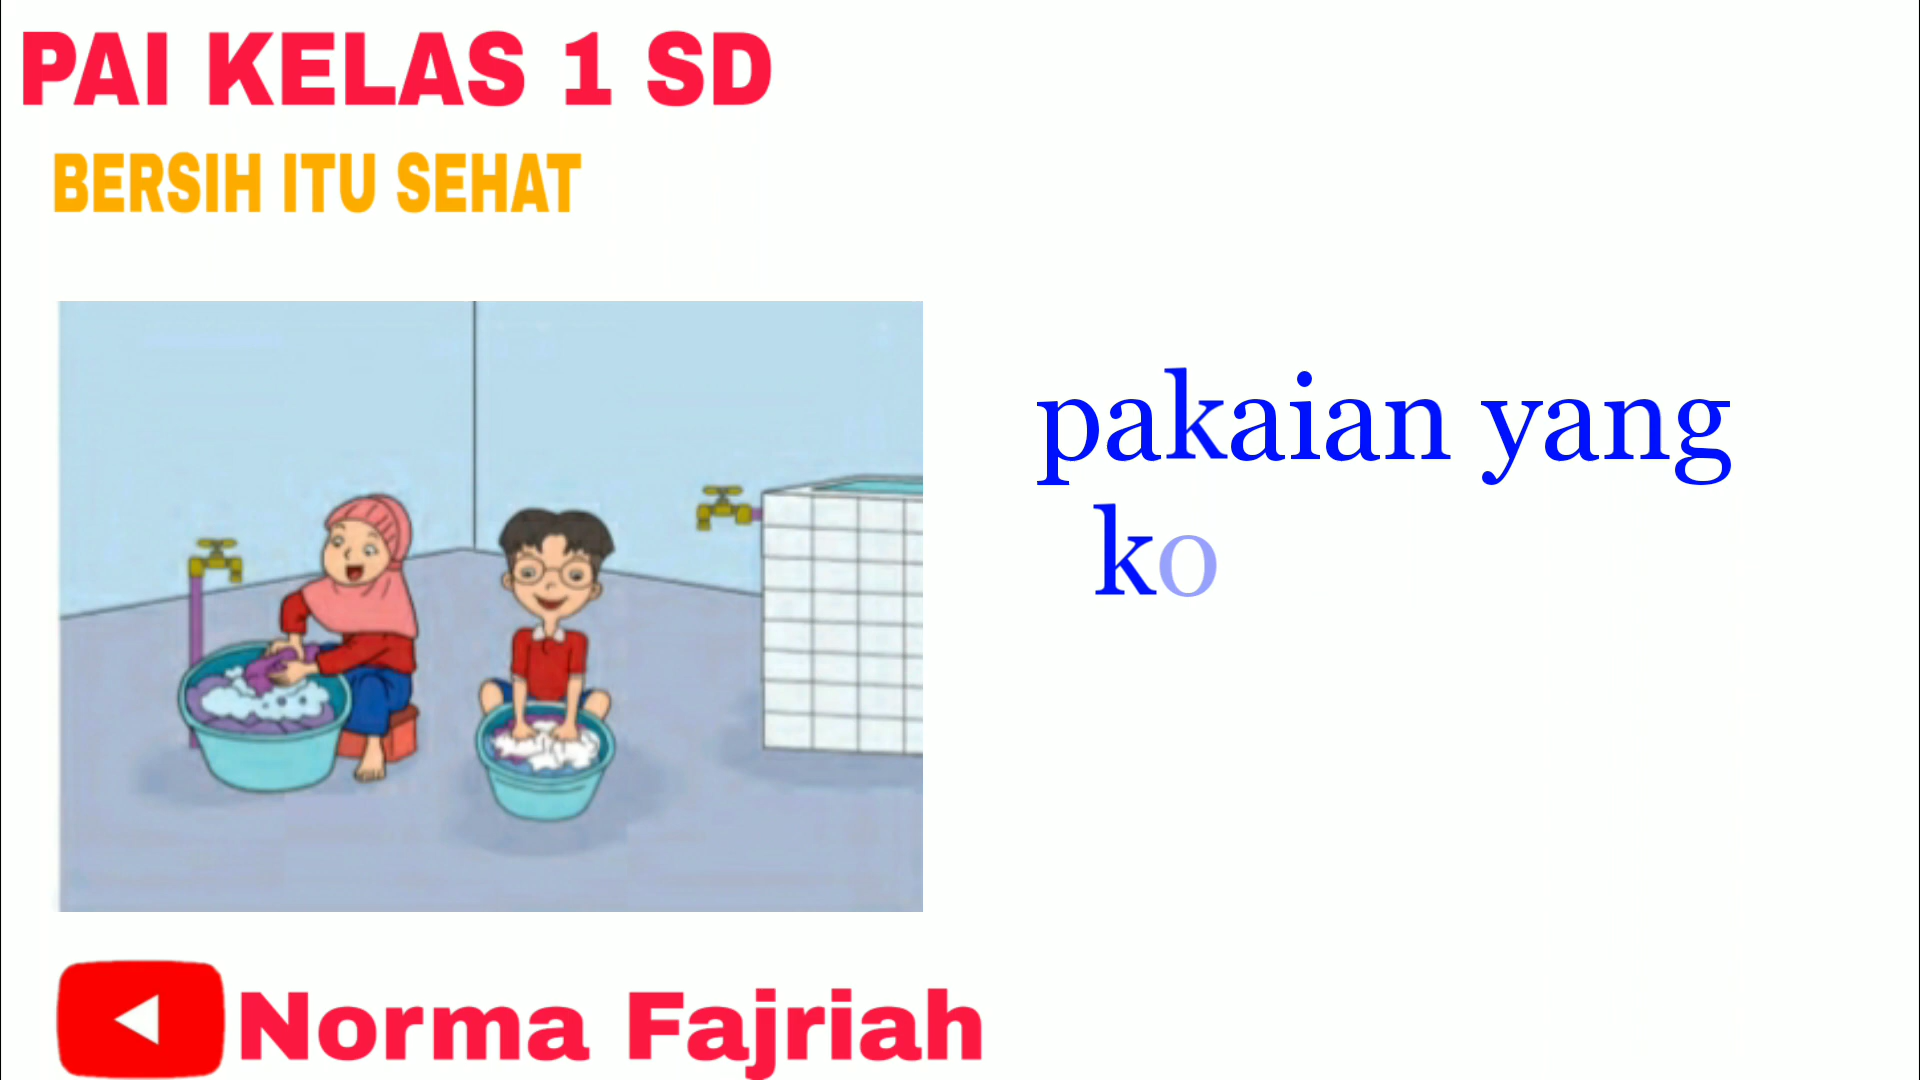 PAI KELAS 1 SD
BERSIH ITU SEHAT
pakaian yang
ko
Norma Fajriah